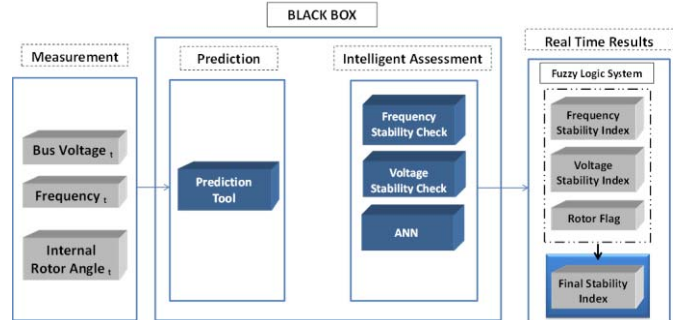 BLACK BOX
Measurement
Bus Voltage t
Frequency t
Internal
Rotor Angle t
Prediction
Prediction
Tool
Intelligent Assessment
Frequency
Stability Check
Voltage
Stability Check
ANN
Real Time Results
Fuzzy Logic System
Frequency
Stability Index
Voltage
Stability Index
Rotor Flag
Final Stability
Index